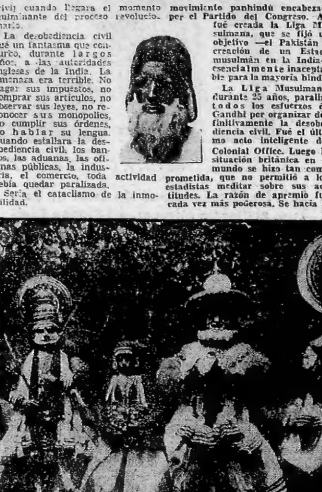 civil cuando llegara el momento
del proceso revolucio-
nario.
La desobediencia civil
fué un fantasma que con-
turbó, durante largos
años, a las autoridades
inglesas de la India. La
amenaza era terrible. No
pagar sus impuestos, no
comprar sus artículos, no
observar sus leyes, no re-
conocer sus monopolios,
no cumplir sus órdenes,
no hablar su lengua.
Cuando estallara la des-
obediencia civil, los ban-
cos, las aduanas, las ofi-
cinas públicas, la indus-
tria, el comercio, toda actividad
debía quedar paralizada.
Sería el cataclismo de la inmo-
vilidad.
movimiento panhindú encabeza
por el Partido del Congreso. A
fué creada la Liga M
sulmana, que se fijó
objetivo —el Pakistán
creación de un Esta
musulmán en la India
esencialmente inacepta
ble para la mayoría hind
La Liga Musulman
durante 35 años, parali
todos los esfuerzos
Gandhi por organizar de
finitivamente la desobe
diencia civil. Fué el últi
mo acto inteligente d
Colonial Office. Luego
situación británica en
mundo se hizo tan com
prometida, que no permitió a lo
estadistas meditar sobre sus ac
titudes. La razón de apremio fu
cada vez más poderosa. Se hacía